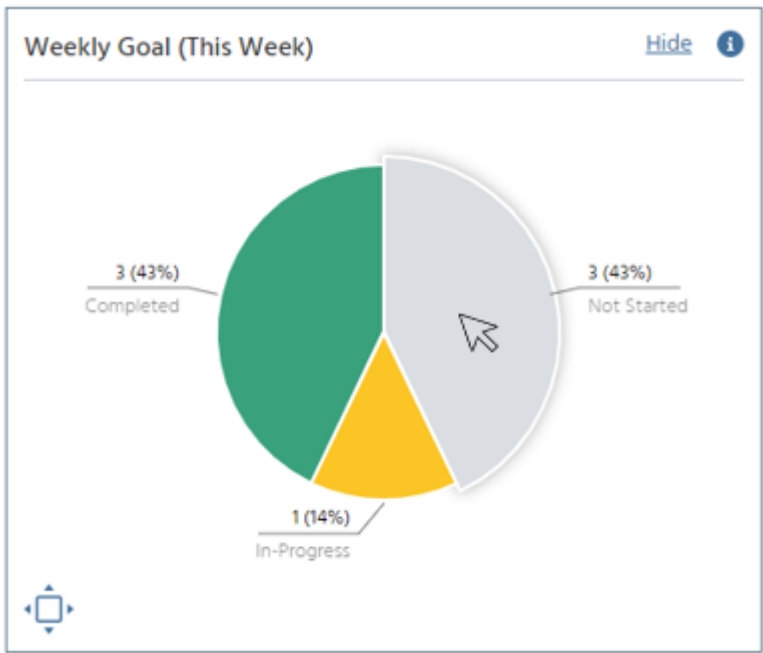 Weekly Goal (This Week)
Hide
i
3 (43%)
Completed
3 (43%)
Not Started
1 (14%)
In-Progress